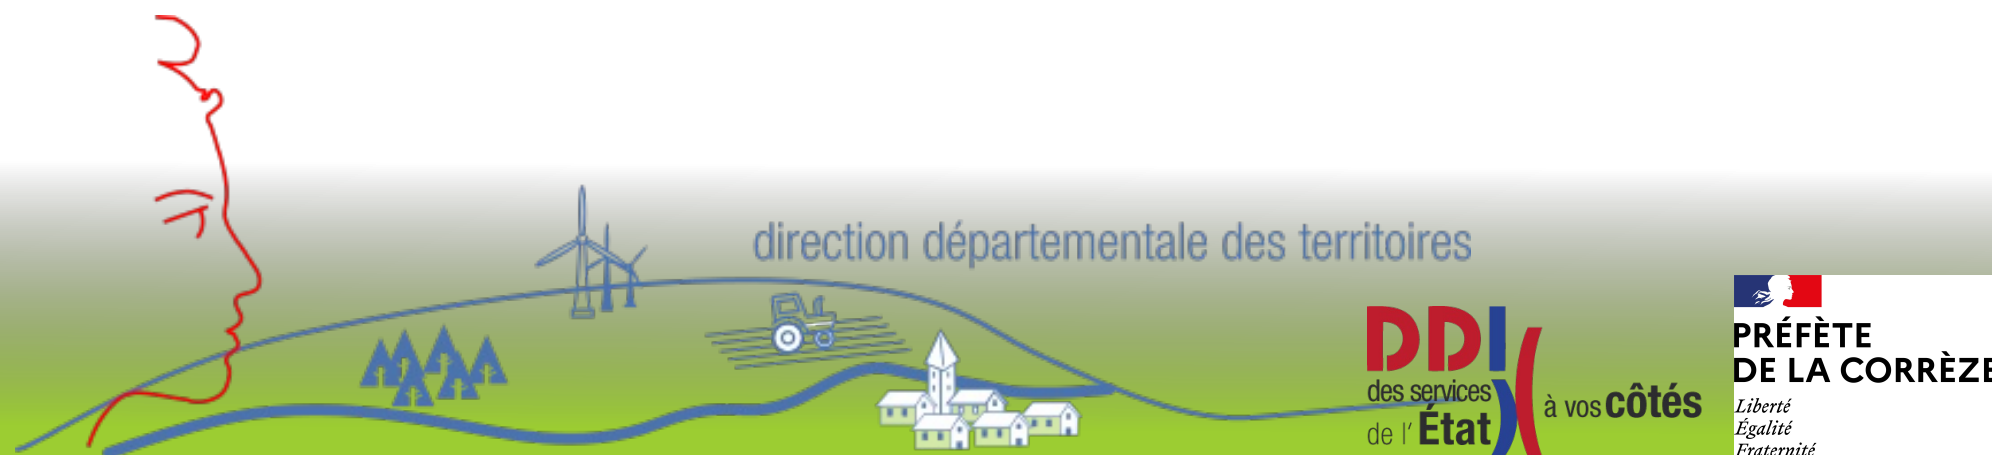 direction départementale des territoires
DDI
des services
de l' État
à vos côtés
PRÉFÈTE
DE LA CORRÈZE
Liberté
Égalité
Fraternité